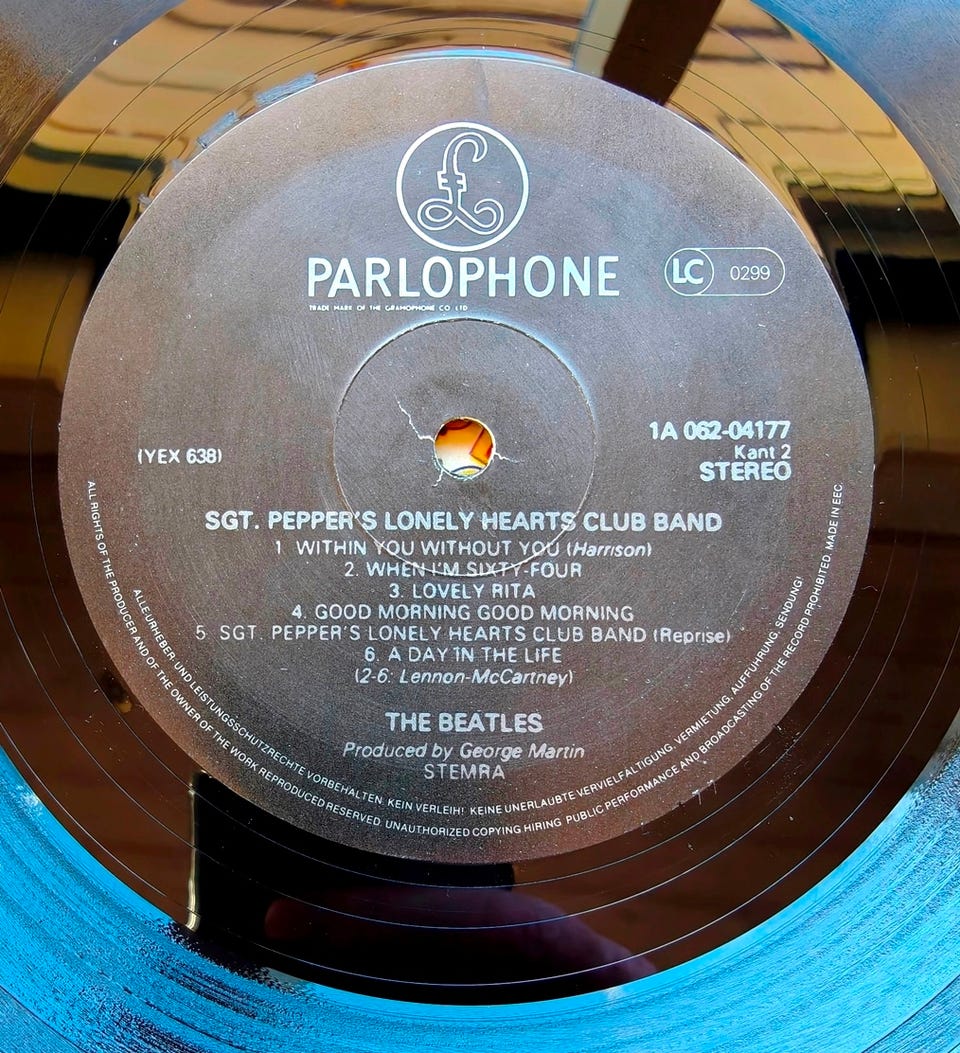 £
PARLOPHONE
TRADE MARK OF THE GRAMOPHONE CO LTD
LC 0299
1A 062-04177
Kant 2
STEREO
(YEX 638)
SGT. PEPPER'S LONELY HEARTS CLUB BAND
1 WITHIN YOU WITHOUT YOU (Harrison)
2. WHEN I'M SIXTY-FOUR
3. LOVELY RITA
4. GOOD MORNING GOOD MORNING
5. SGT. PEPPER'S LONELY HEARTS CLUB BAND (Reprise)
6. A DAY IN THE LIFE
(2-6: Lennon-McCartney)
THE BEATLES
Produced by George Martin
STEMRA
ALLE URHEBER- UND LEISTUNGSSCHUTZRECHTE VORBEHALTEN. KEIN VERLEIH! KEINE UNERLAUBTE VERVIELFALTIGUNG, VERMIETUNG, AUFFUHRUNG, SENDUNG!
ALL RIGHTS OF THE PRODUCER AND OF THE OWNER OF THE WORK REPRODUCED RESERVED. UNAUTHORIZED COPYING HIRING PUBLIC PERFORMANCE AND BROADCASTING OF THE RECORD PROHIBITED. MADE IN EEC.